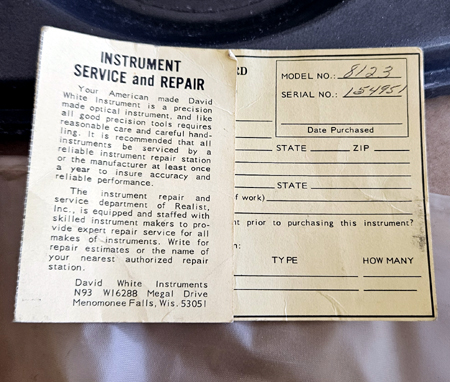 INSTRUMENT
SERVICE and REPAIR
Your American made David
White Instrument is a precision
made optical instrument, and like
all good precision tools requires
reasonable care and careful hand-
ling. It is recommended that all
instruments be serviced by a
reliable instrument repair station
or the manufacturer at least once
a year to insure accuracy and
reliable performance.
The instrument repair and
service department of Realist,
Inc., is equipped and staffed with
skilled instrument makers to pro-
vide expert repair service for all
makes of instruments. Write for
repair estimates or the name of
your nearest authorized repair
station.
David White Instruments
N93 W16288 Megal Drive
Menomonee Falls, Wis. 53051
RD
MODEL NO.: 8123
SERIAL NO.: 154951
Date Purchased
STATE ZIP
STATE
of work)
nt prior to purchasing this instrument?
n:
TYPE HOW MANY